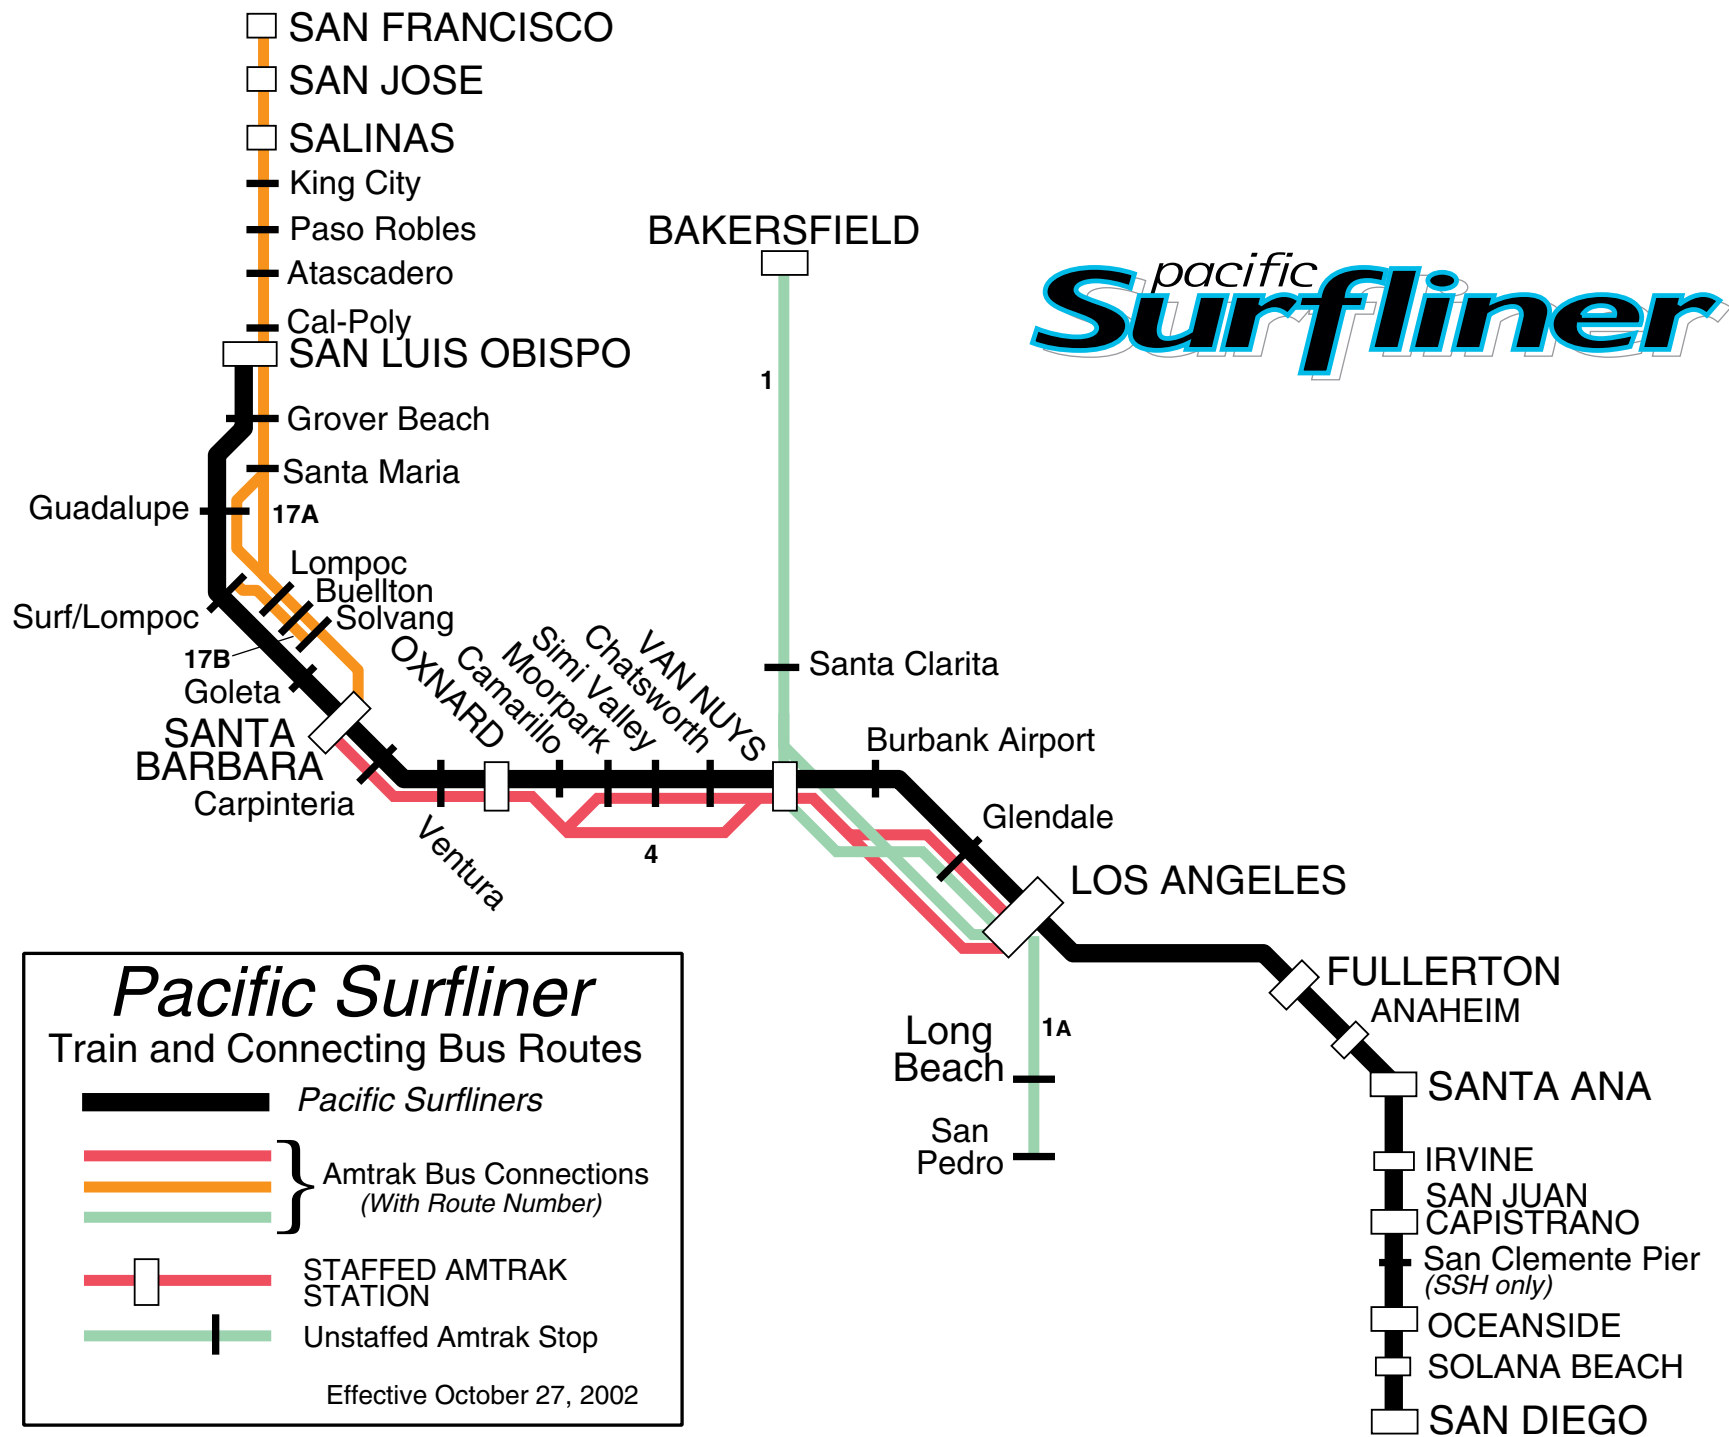 SAN FRANCISCO
SAN JOSE
SALINAS
King City
Paso Robles
Atascadero
Cal-Poly
SAN LUIS OBISPO
Grover Beach
Santa Maria
Guadalupe
17A
Lompoc
Buellton
Solvang
Surf/Lompoc
17B
Goleta
SANTA
BARBARA
Carpinteria
Ventura
OXNARD
Camarillo
Moorpark
Simi Valley
Chatsworth
VAN NUYS
4
BAKERSFIELD
1
Santa Clarita
Burbank Airport
Glendale
LOS ANGELES
1A
Long
Beach
San
Pedro
FULLERTON
ANAHEIM
SANTA ANA
IRVINE
SAN JUAN
CAPISTRANO
San Clemente Pier
(SSH only)
OCEANSIDE
SOLANA BEACH
SAN DIEGO
pacific
Surfliner
Pacific Surfliner
Train and Connecting Bus Routes
Pacific Surfliners
Amtrak Bus Connections
(With Route Number)
STAFFED AMTRAK
STATION
Unstaffed Amtrak Stop
Effective October 27, 2002